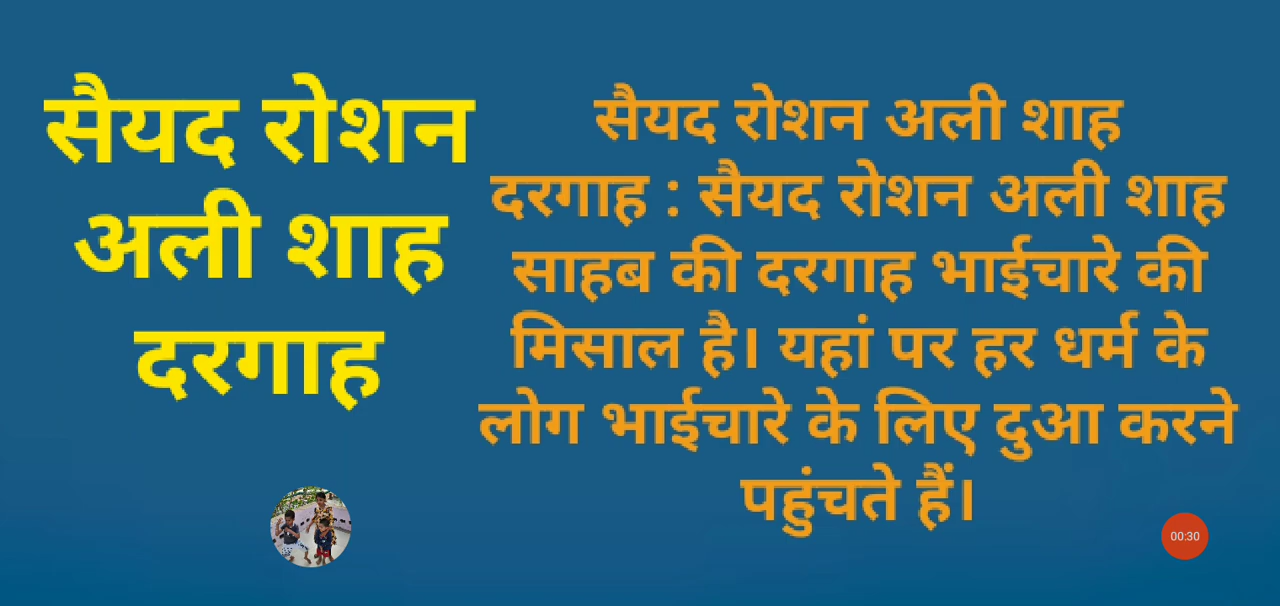 सैयद रोशन
अली शाह
दरगाह
सैयद रोशन अली शाह
दरगाह : सैयद रोशन अली शाह
साहब की दरगाह भाईचारे की
मिसाल है। यहां पर हर धर्म के
लोग भाईचारे के लिए दुआ करने
पहुंचते हैं।
00:30